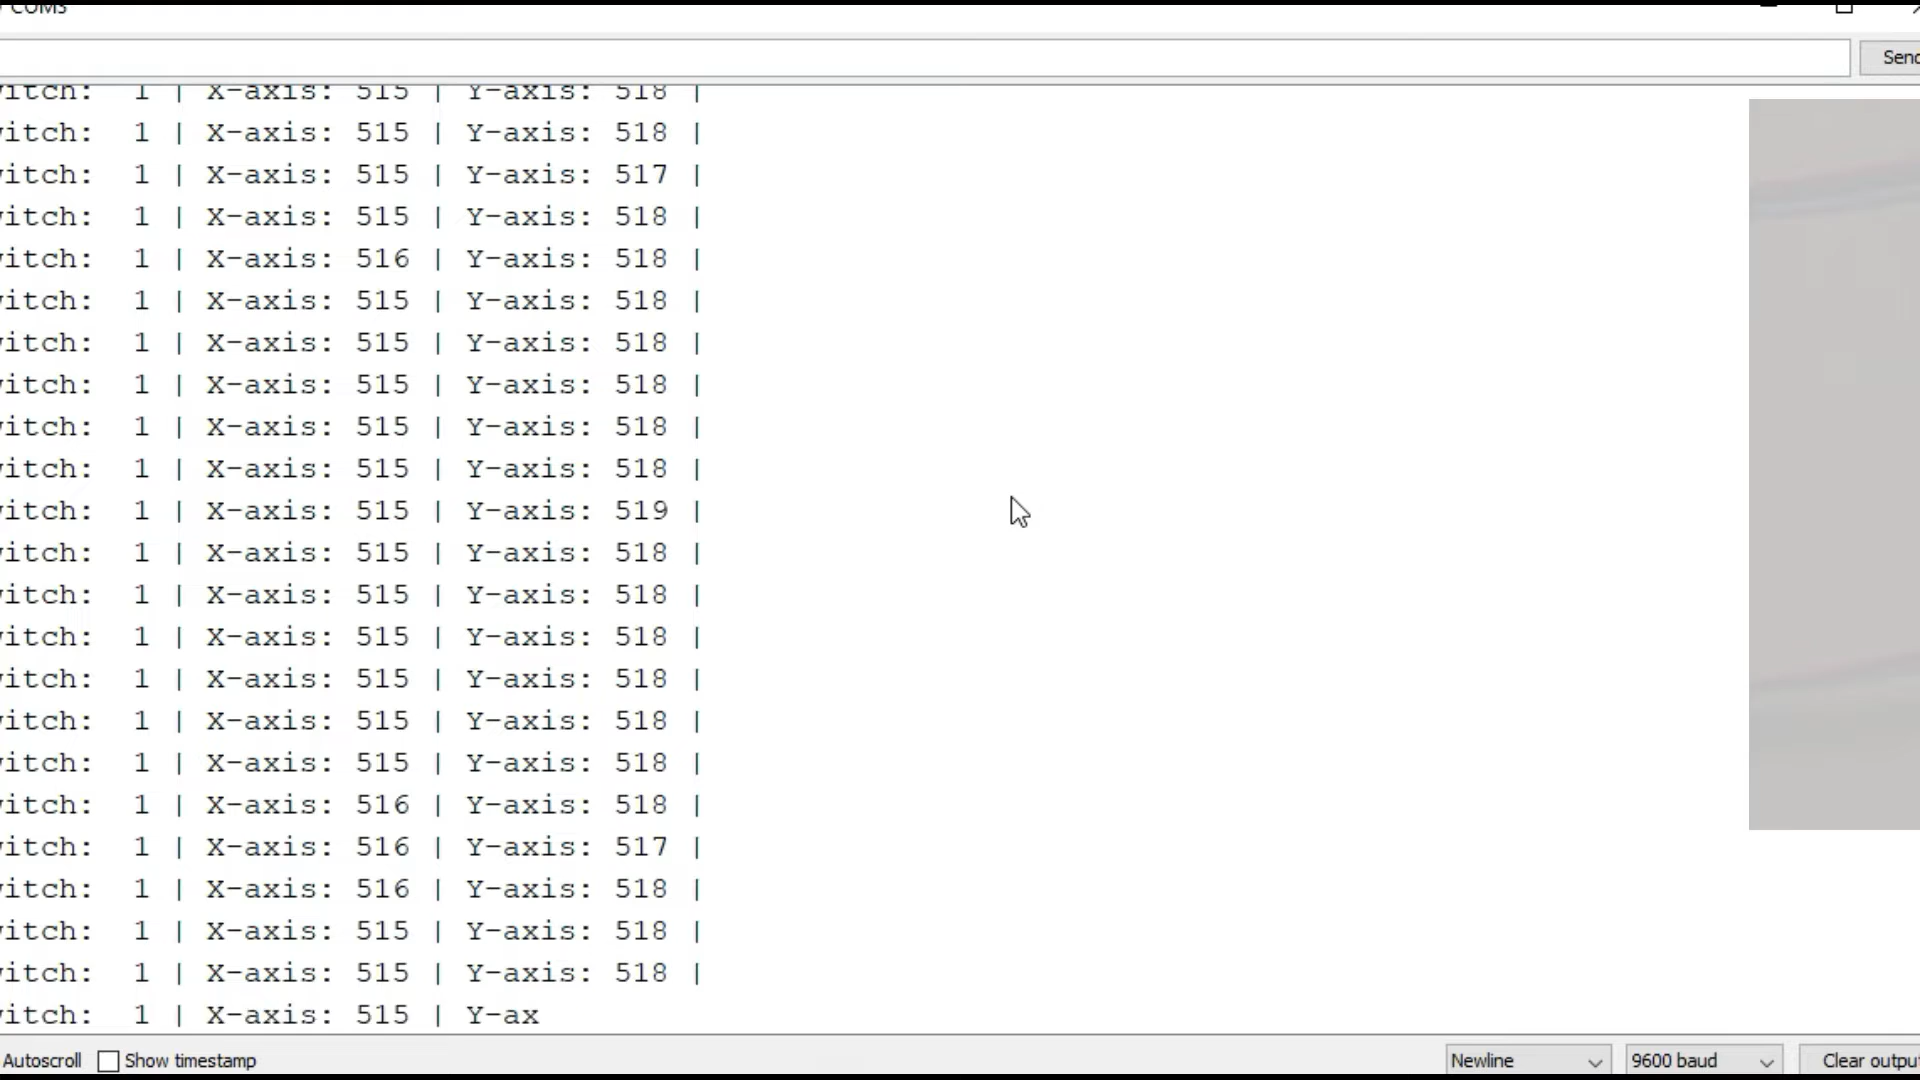 COM3
Send
itch: 1 | X-axis: 515 | Y-axis: 518 |
itch: 1 | X-axis: 515 | Y-axis: 518 |
itch: 1 | X-axis: 515 | Y-axis: 517 |
itch: 1 | X-axis: 515 | Y-axis: 518 |
itch: 1 | X-axis: 516 | Y-axis: 518 |
itch: 1 | X-axis: 515 | Y-axis: 518 |
itch: 1 | X-axis: 515 | Y-axis: 518 |
itch: 1 | X-axis: 515 | Y-axis: 518 |
itch: 1 | X-axis: 515 | Y-axis: 518 |
itch: 1 | X-axis: 515 | Y-axis: 518 |
itch: 1 | X-axis: 515 | Y-axis: 519 |
itch: 1 | X-axis: 515 | Y-axis: 518 |
itch: 1 | X-axis: 515 | Y-axis: 518 |
itch: 1 | X-axis: 515 | Y-axis: 518 |
itch: 1 | X-axis: 515 | Y-axis: 518 |
itch: 1 | X-axis: 515 | Y-axis: 518 |
itch: 1 | X-axis: 515 | Y-axis: 518 |
itch: 1 | X-axis: 516 | Y-axis: 518 |
itch: 1 | X-axis: 516 | Y-axis: 517 |
itch: 1 | X-axis: 516 | Y-axis: 518 |
itch: 1 | X-axis: 515 | Y-axis: 518 |
itch: 1 | X-axis: 515 | Y-axis: 518 |
itch: 1 | X-axis: 515 | Y-ax
Autoscroll Show timestamp Newline 9600 baud Clear output